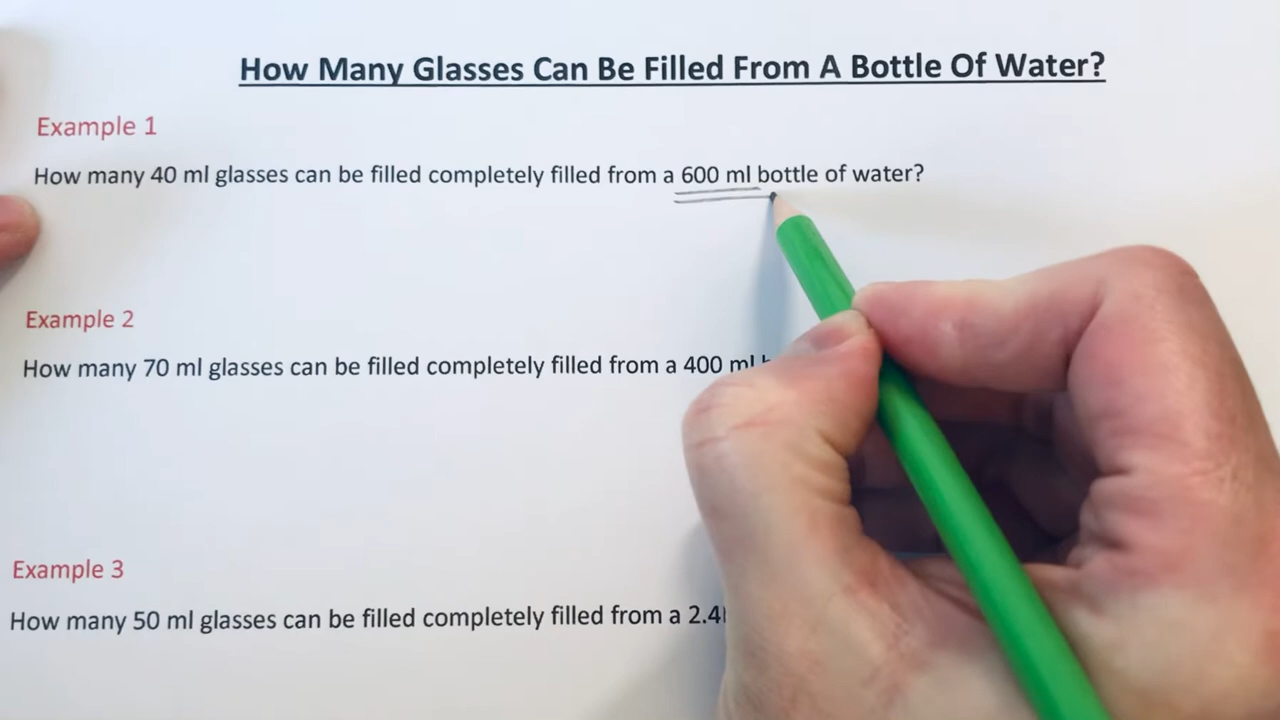 How Many Glasses Can Be Filled From A Bottle Of Water?
Example 1
How many 40 ml glasses can be filled completely filled from a 600 ml bottle of water?
Example 2
How many 70 ml glasses can be filled completely filled from a 400 ml
Example 3
How many 50 ml glasses can be filled completely filled from a 2.4